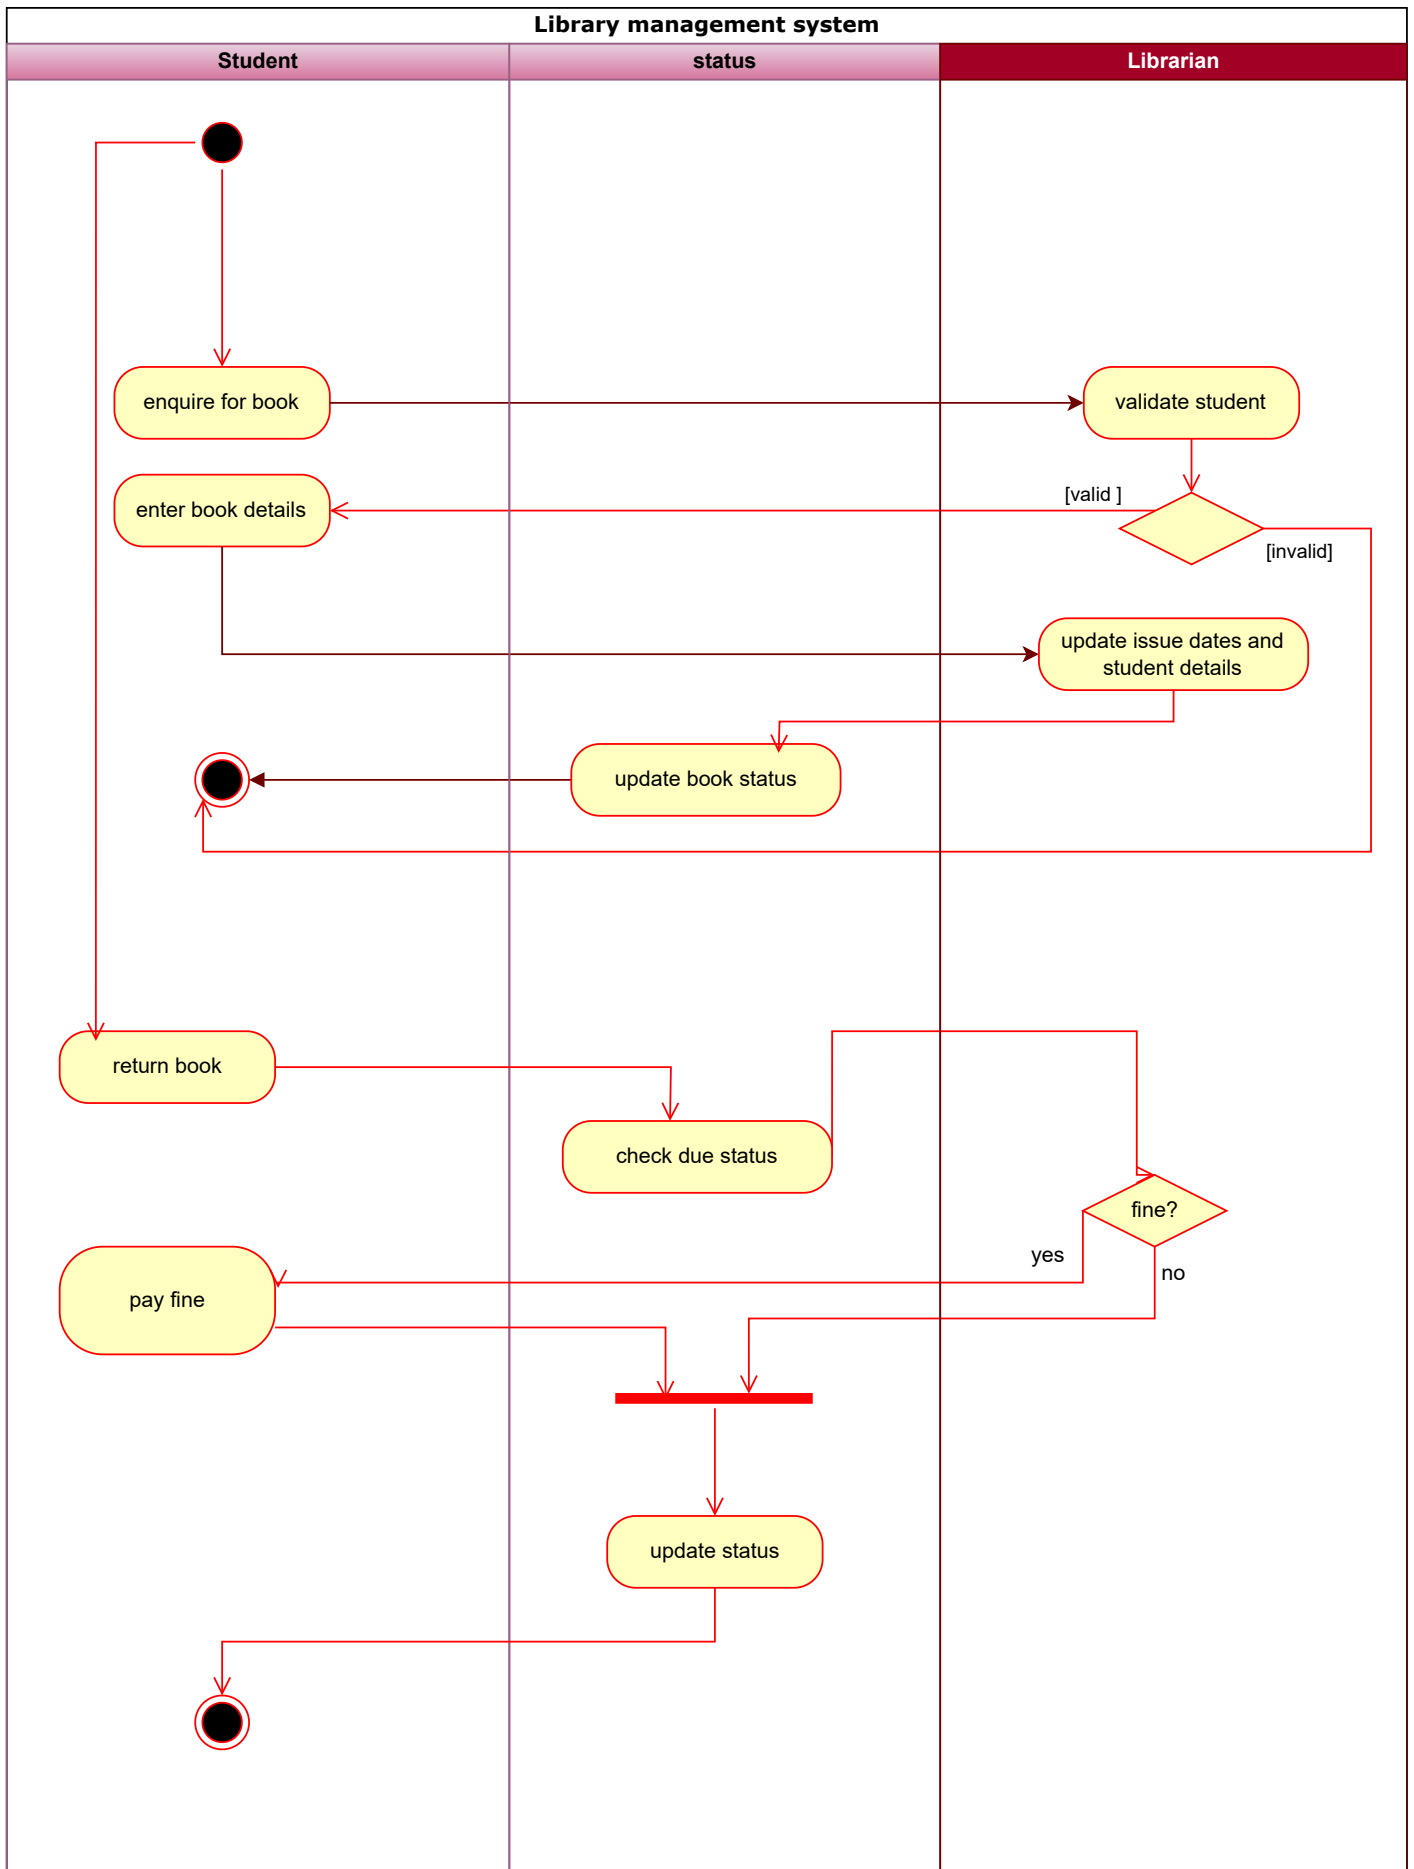 Library management system
Student
status
Librarian
enquire for book
validate student
enter book details
[valid ]
[invalid]
update issue dates and
student details
update book status
return book
check due status
fine?
yes
no
pay fine
update status